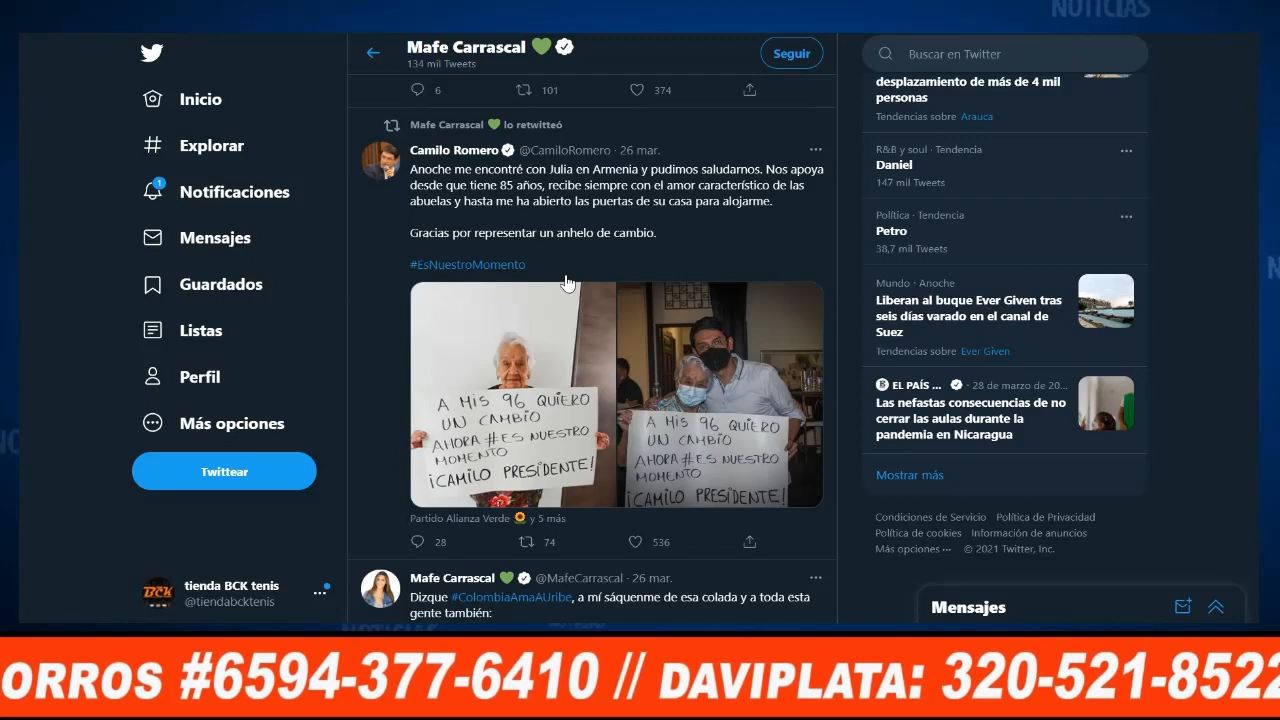 NOTICIAS
Inicio
Explorar
1
Notificaciones
Mensajes
Guardados
Listas
Perfil
Más opciones
Twittear
BCK
tienda BCK tenis
@tiendabcktenis
Mafe Carrascal
134 mil Tweets
Seguir
6 101 374
Mafe Carrascal lo retwitteó
Camilo Romero @CamiloRomero · 26 mar.
Anoche me encontré con Julia en Armenia y pudimos saludarnos. Nos apoya
desde que tiene 85 años, recibe siempre con el amor característico de las
abuelas y hasta me ha abierto las puertas de su casa para alojarme.
Gracias por representar un anhelo de cambio.
#EsNuestroMomento
A MIS 96 QUIERO
UN CAMBIO
AHORA #ES NUESTRO
MOMENTO
¡CAMILO PRESIDENTE!
A MIS 96 QUIERO
UN CAMBIO
AHORA #ES NUESTRO
MOMENTO
¡CAMILO PRESIDENTE!
Partido Alianza Verde y 5 más
28 74 536
Mafe Carrascal @MafeCarrascal · 26 mar.
Dizque #ColombiaAmaAUribe, a mí sáquenme de esa colada y a toda esta
gente también:
Buscar en Twitter
desplazamiento de más de 4 mil
personas
Tendencias sobre Arauca
R&B y soul · Tendencia
Daniel
147 mil Tweets
Política · Tendencia
Petro
38,7 mil Tweets
Mundo · Anoche
Liberan al buque Ever Given tras
seis días varado en el canal de
Suez
Tendencias sobre Ever Given
EL PAÍS ... · 28 de marzo de 20...
Las nefastas consecuencias de no
cerrar las aulas durante la
pandemia en Nicaragua
Mostrar más
Condiciones de Servicio Política de Privacidad
Política de cookies Información de anuncios
Más opciones ··· © 2021 Twitter, Inc.
Mensajes
ORROS #6594-377-6410 // DAVIPLATA: 320-521-8522